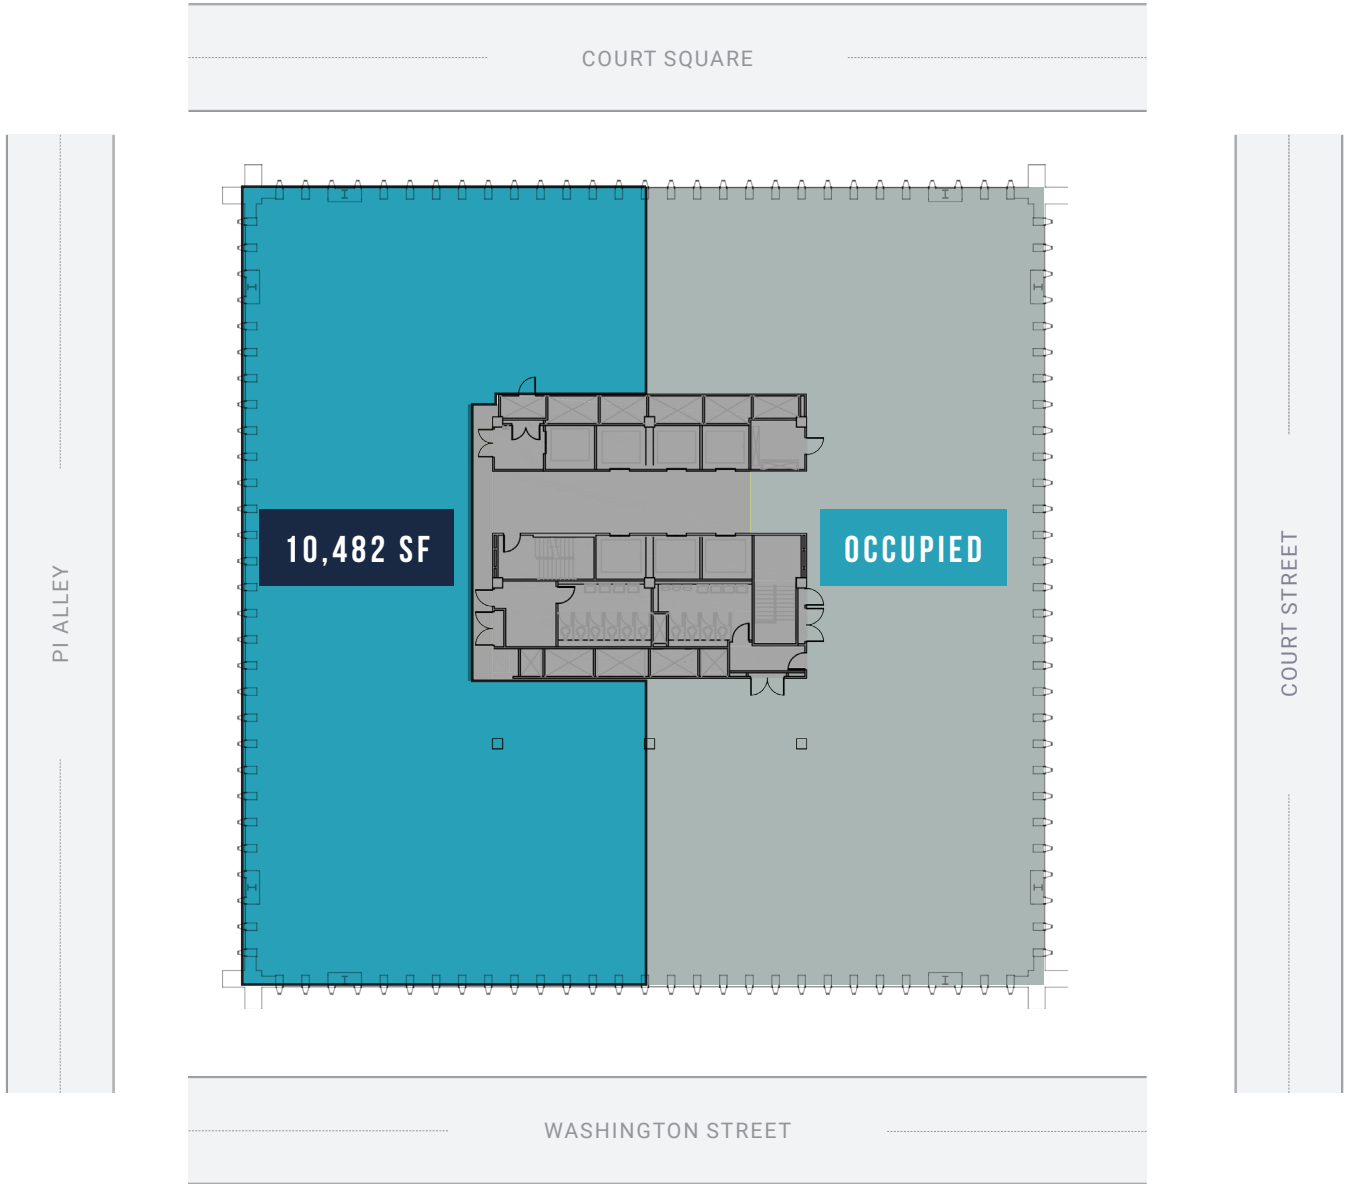 COURT SQUARE
PI ALLEY
10,482 SF
OCCUPIED
COURT STREET
WASHINGTON STREET